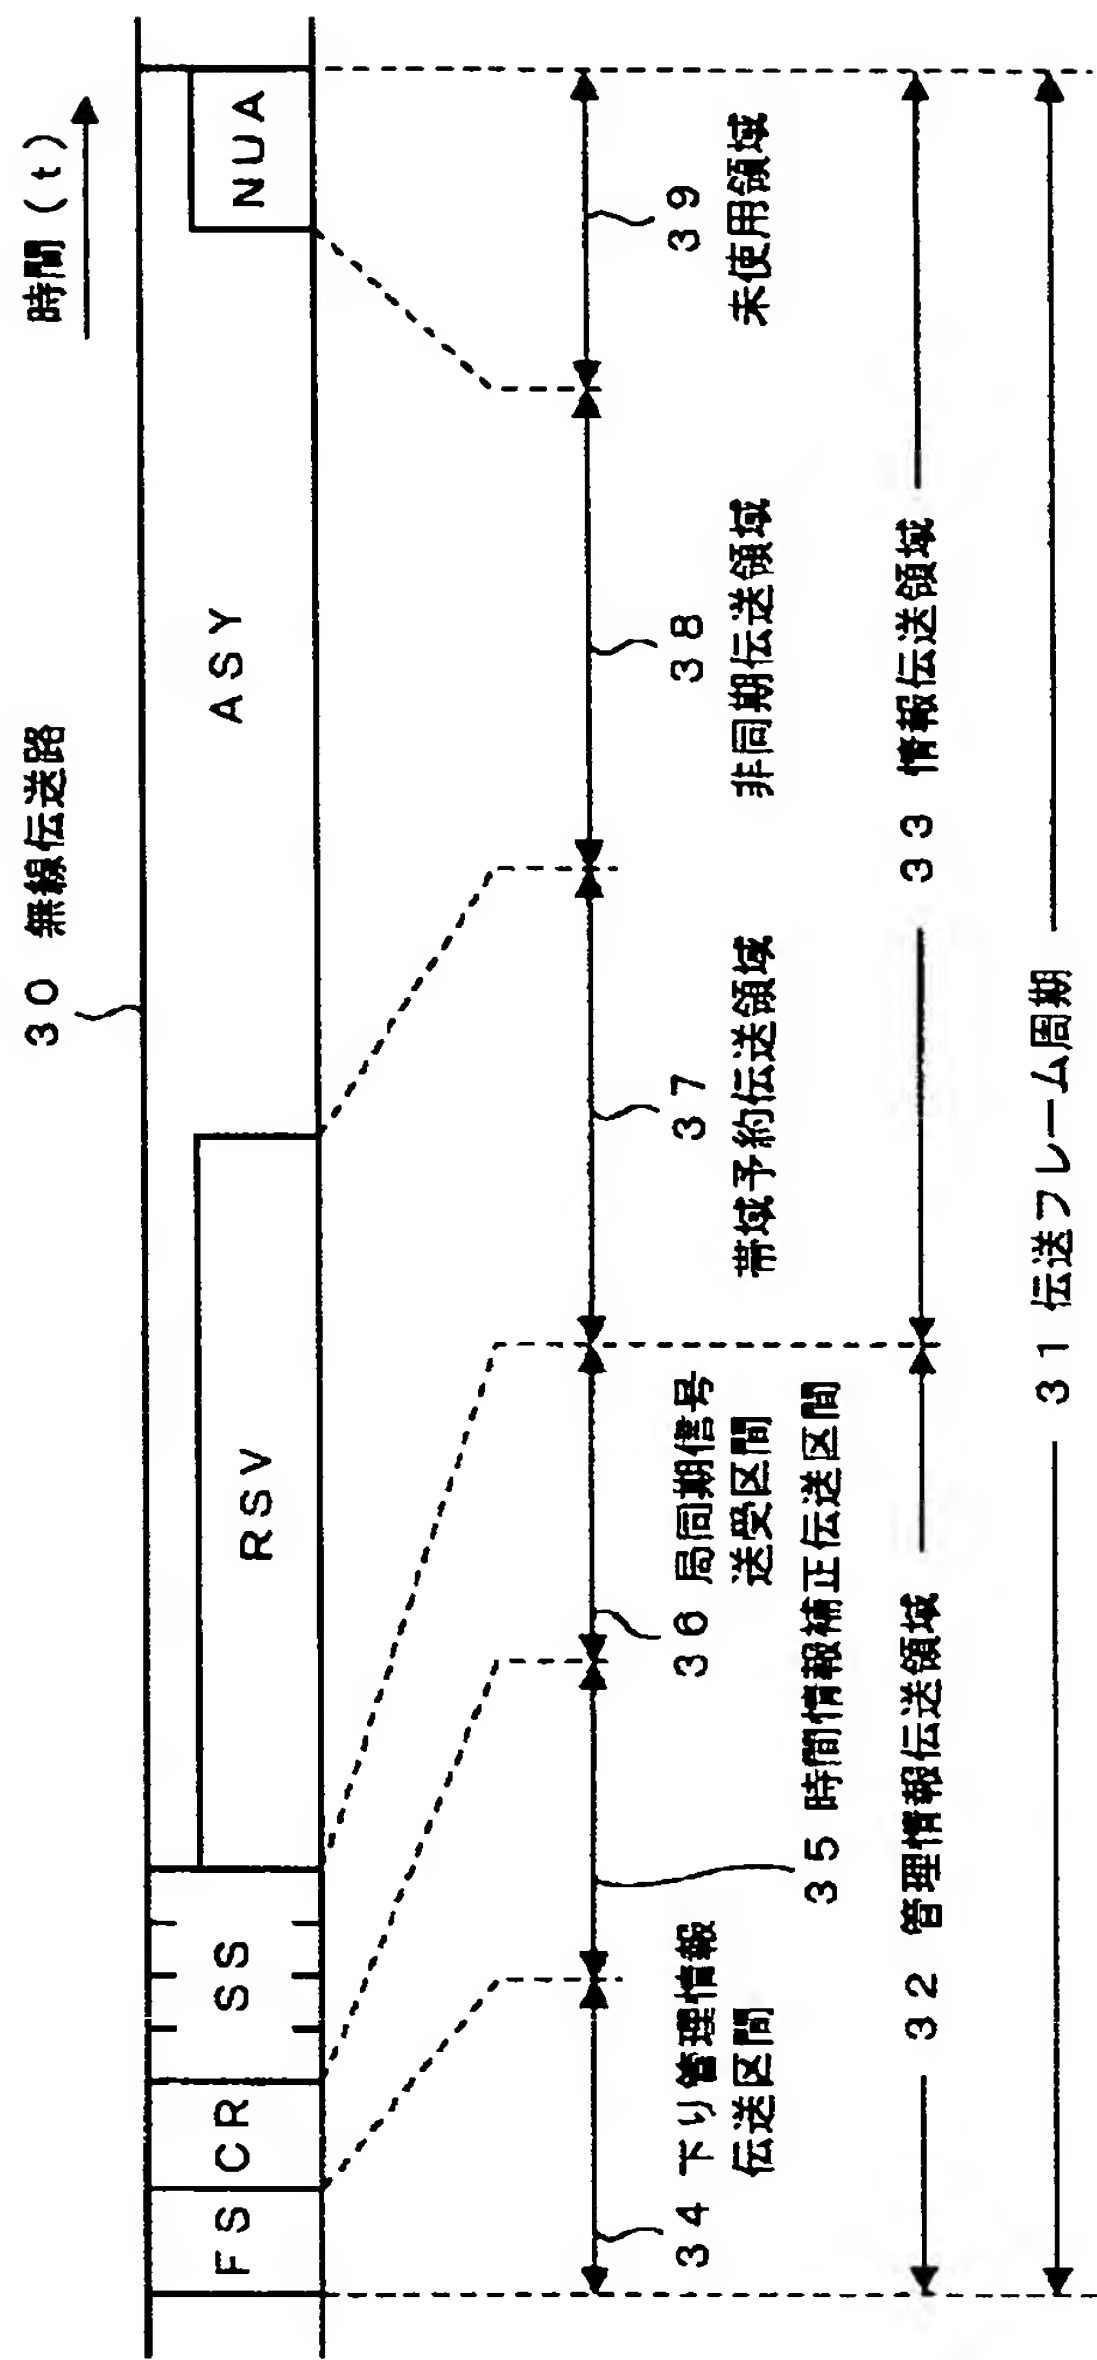 ３０ 無線伝送路
時間（ｔ）
ＦＳ
ＣＲ
ＳＳ
ＲＳＶ
ＡＳＹ
ＮＵＡ
３４ 下り管理情報
伝送区間
３６ 局同期信号
送受区間
３５ 時間情報補正伝送区間
３７
帯域予約伝送領域
３８
非同期伝送領域
３９
未使用領域
３２ 管理情報伝送領域
３３ 情報伝送領域
３１ 伝送フレーム周期